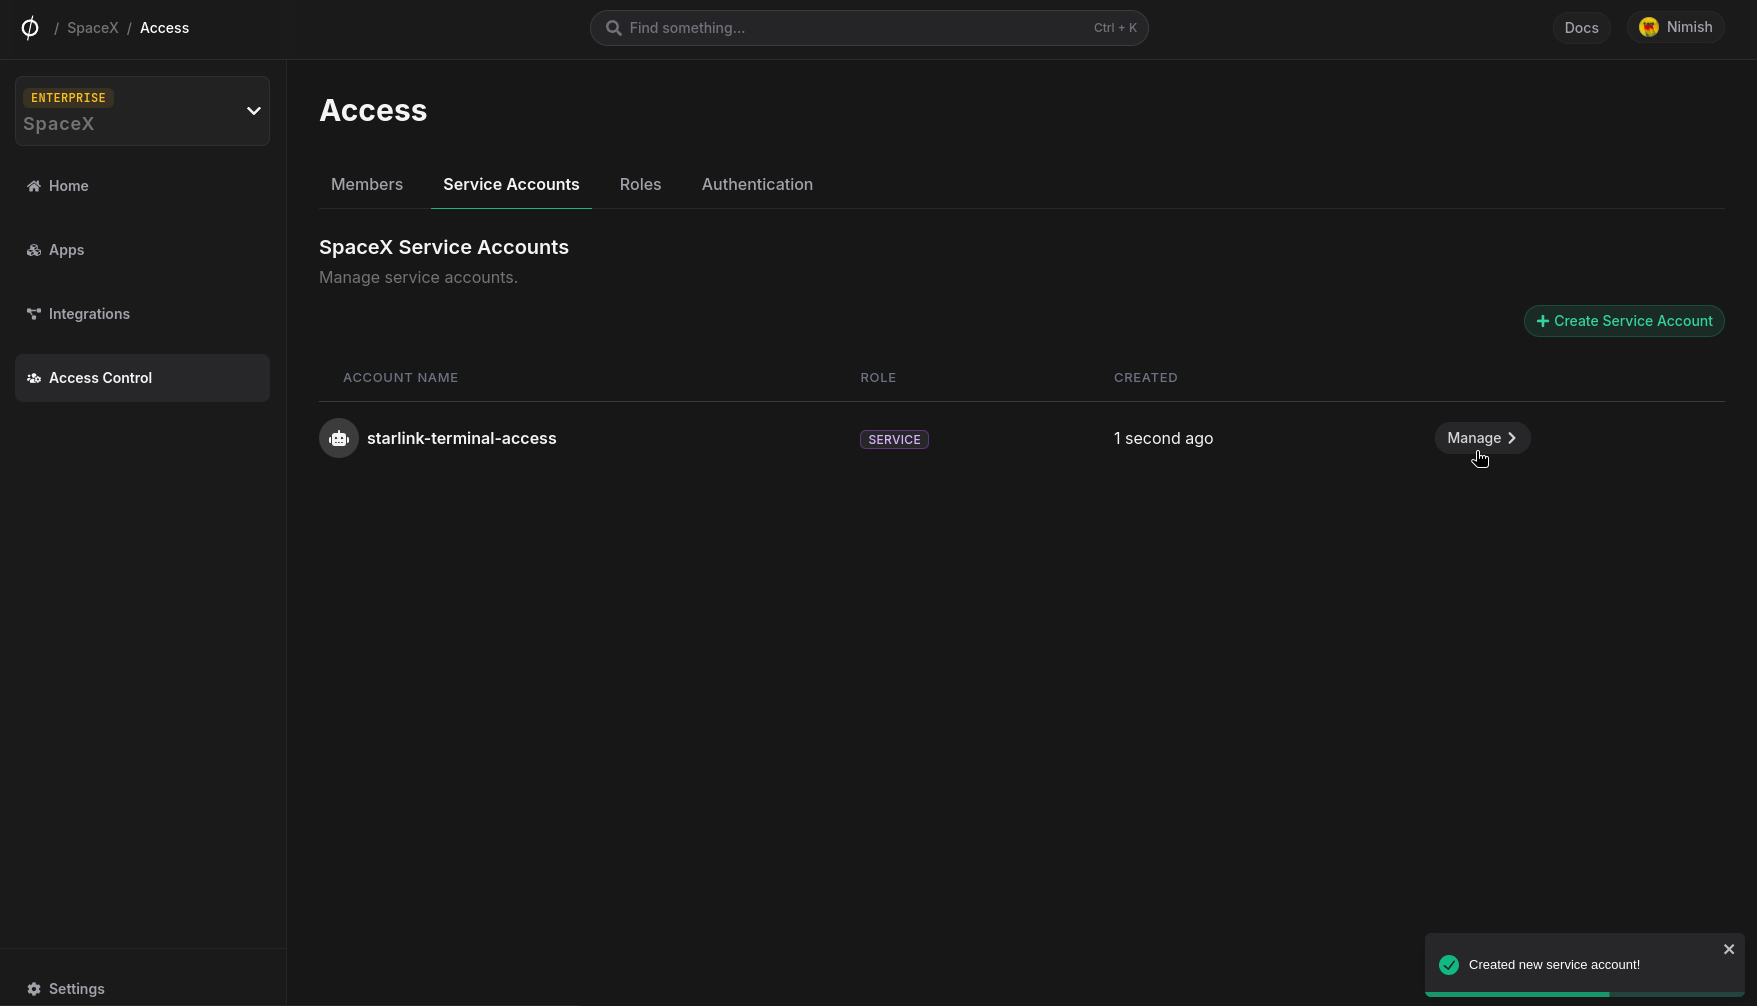 / SpaceX / Access
Find something...
Ctrl + K
Docs
Nimish
ENTERPRISE
SpaceX
Home
Apps
Integrations
Access Control
Settings
Access
Members Service Accounts Roles Authentication
SpaceX Service Accounts
Manage service accounts.
+ Create Service Account
ACCOUNT NAME ROLE CREATED
starlink-terminal-access SERVICE 1 second ago Manage
Created new service account!